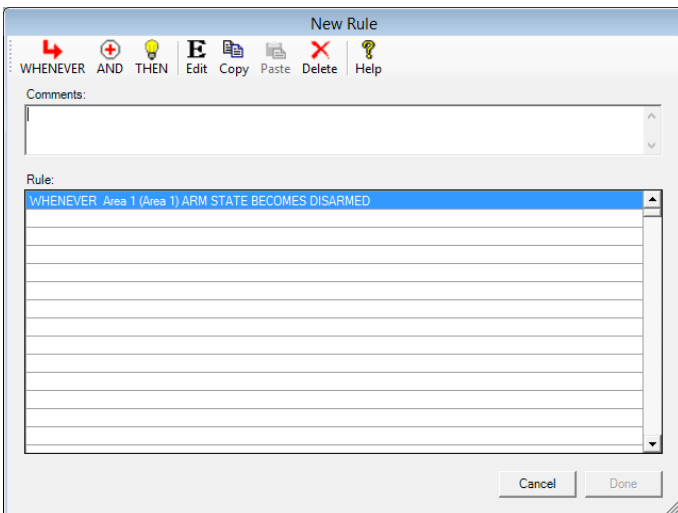 New Rule
WHENEVER AND THEN Edit Copy Paste Delete Help
Comments:
Rule:
WHENEVER Area 1 (Area 1) ARM STATE BECOMES DISARMED
Cancel Done